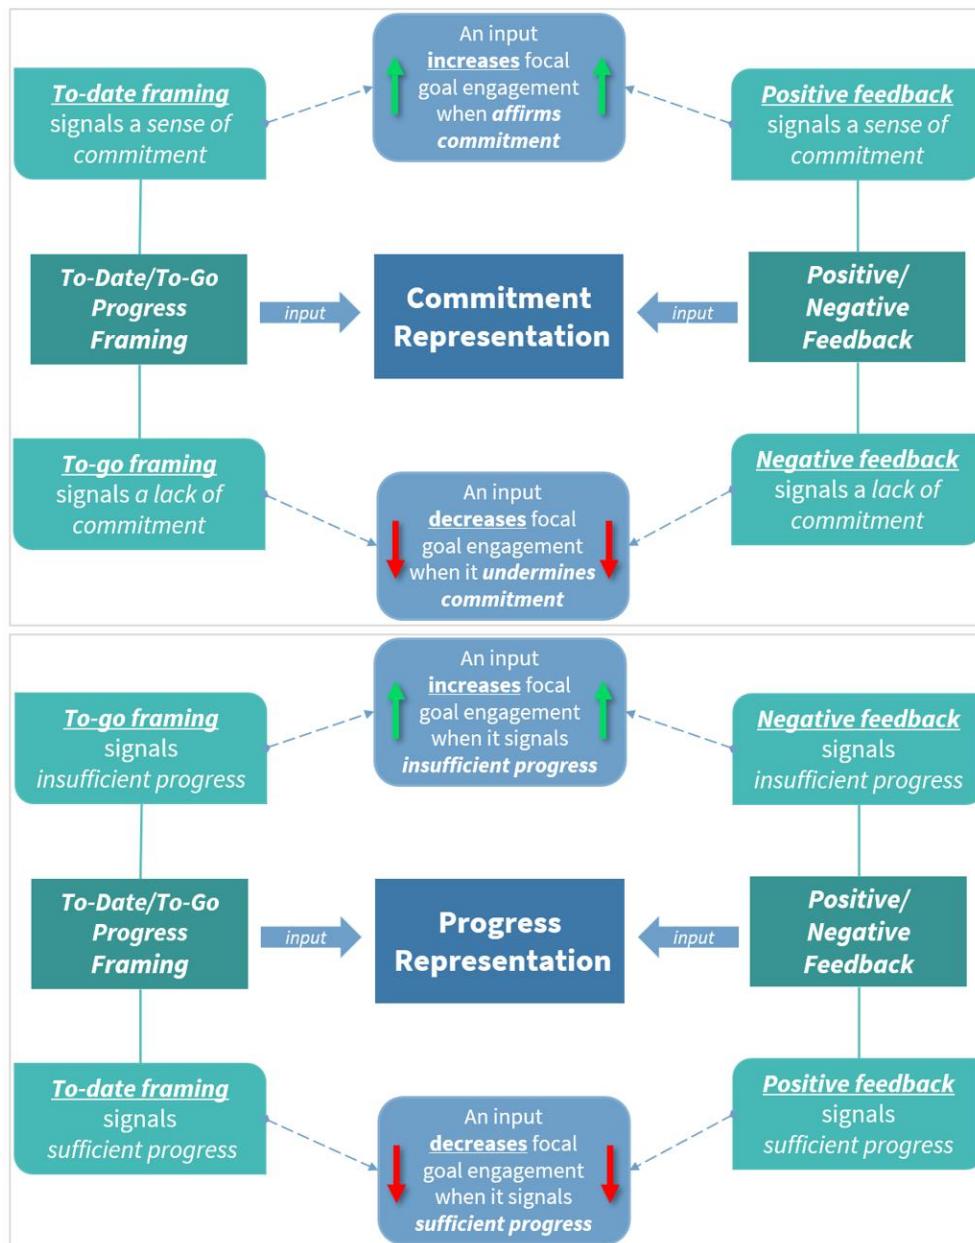 An input
increases focal
goal engagement
when affirms
commitment
To-date framing
signals a sense of
commitment
Positive feedback
signals a sense of
commitment
To-Date/To-Go
Progress
Framing
input
Commitment
Representation
input
Positive/
Negative
Feedback
To-go framing
signals a lack of
commitment
Negative feedback
signals a lack of
commitment
An input
decreases focal
goal engagement
when it undermines
commitment
An input
increases focal
goal engagement
when it signals
insufficient progress
To-go framing
signals
insufficient progress
Negative feedback
signals
insufficient progress
To-Date/To-Go
Progress
Framing
input
Progress
Representation
input
Positive/
Negative
Feedback
To-date framing
signals
sufficient progress
Positive feedback
signals
sufficient progress
An input
decreases focal
goal engagement
when it signals
sufficient progress